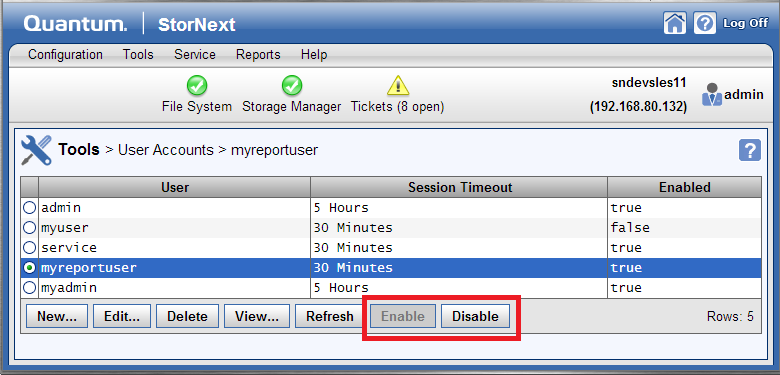 Quantum. StorNext Log Off
Configuration Tools Service Reports Help
File System Storage Manager Tickets (8 open)
sndevsles11
(192.168.80.132)
admin
Tools > User Accounts > myreportuser
User Session Timeout Enabled
admin 5 Hours true
myuser 30 Minutes false
service 30 Minutes true
myreportuser 30 Minutes true
myadmin 5 Hours true
New... Edit... Delete View... Refresh Enable Disable Rows: 5